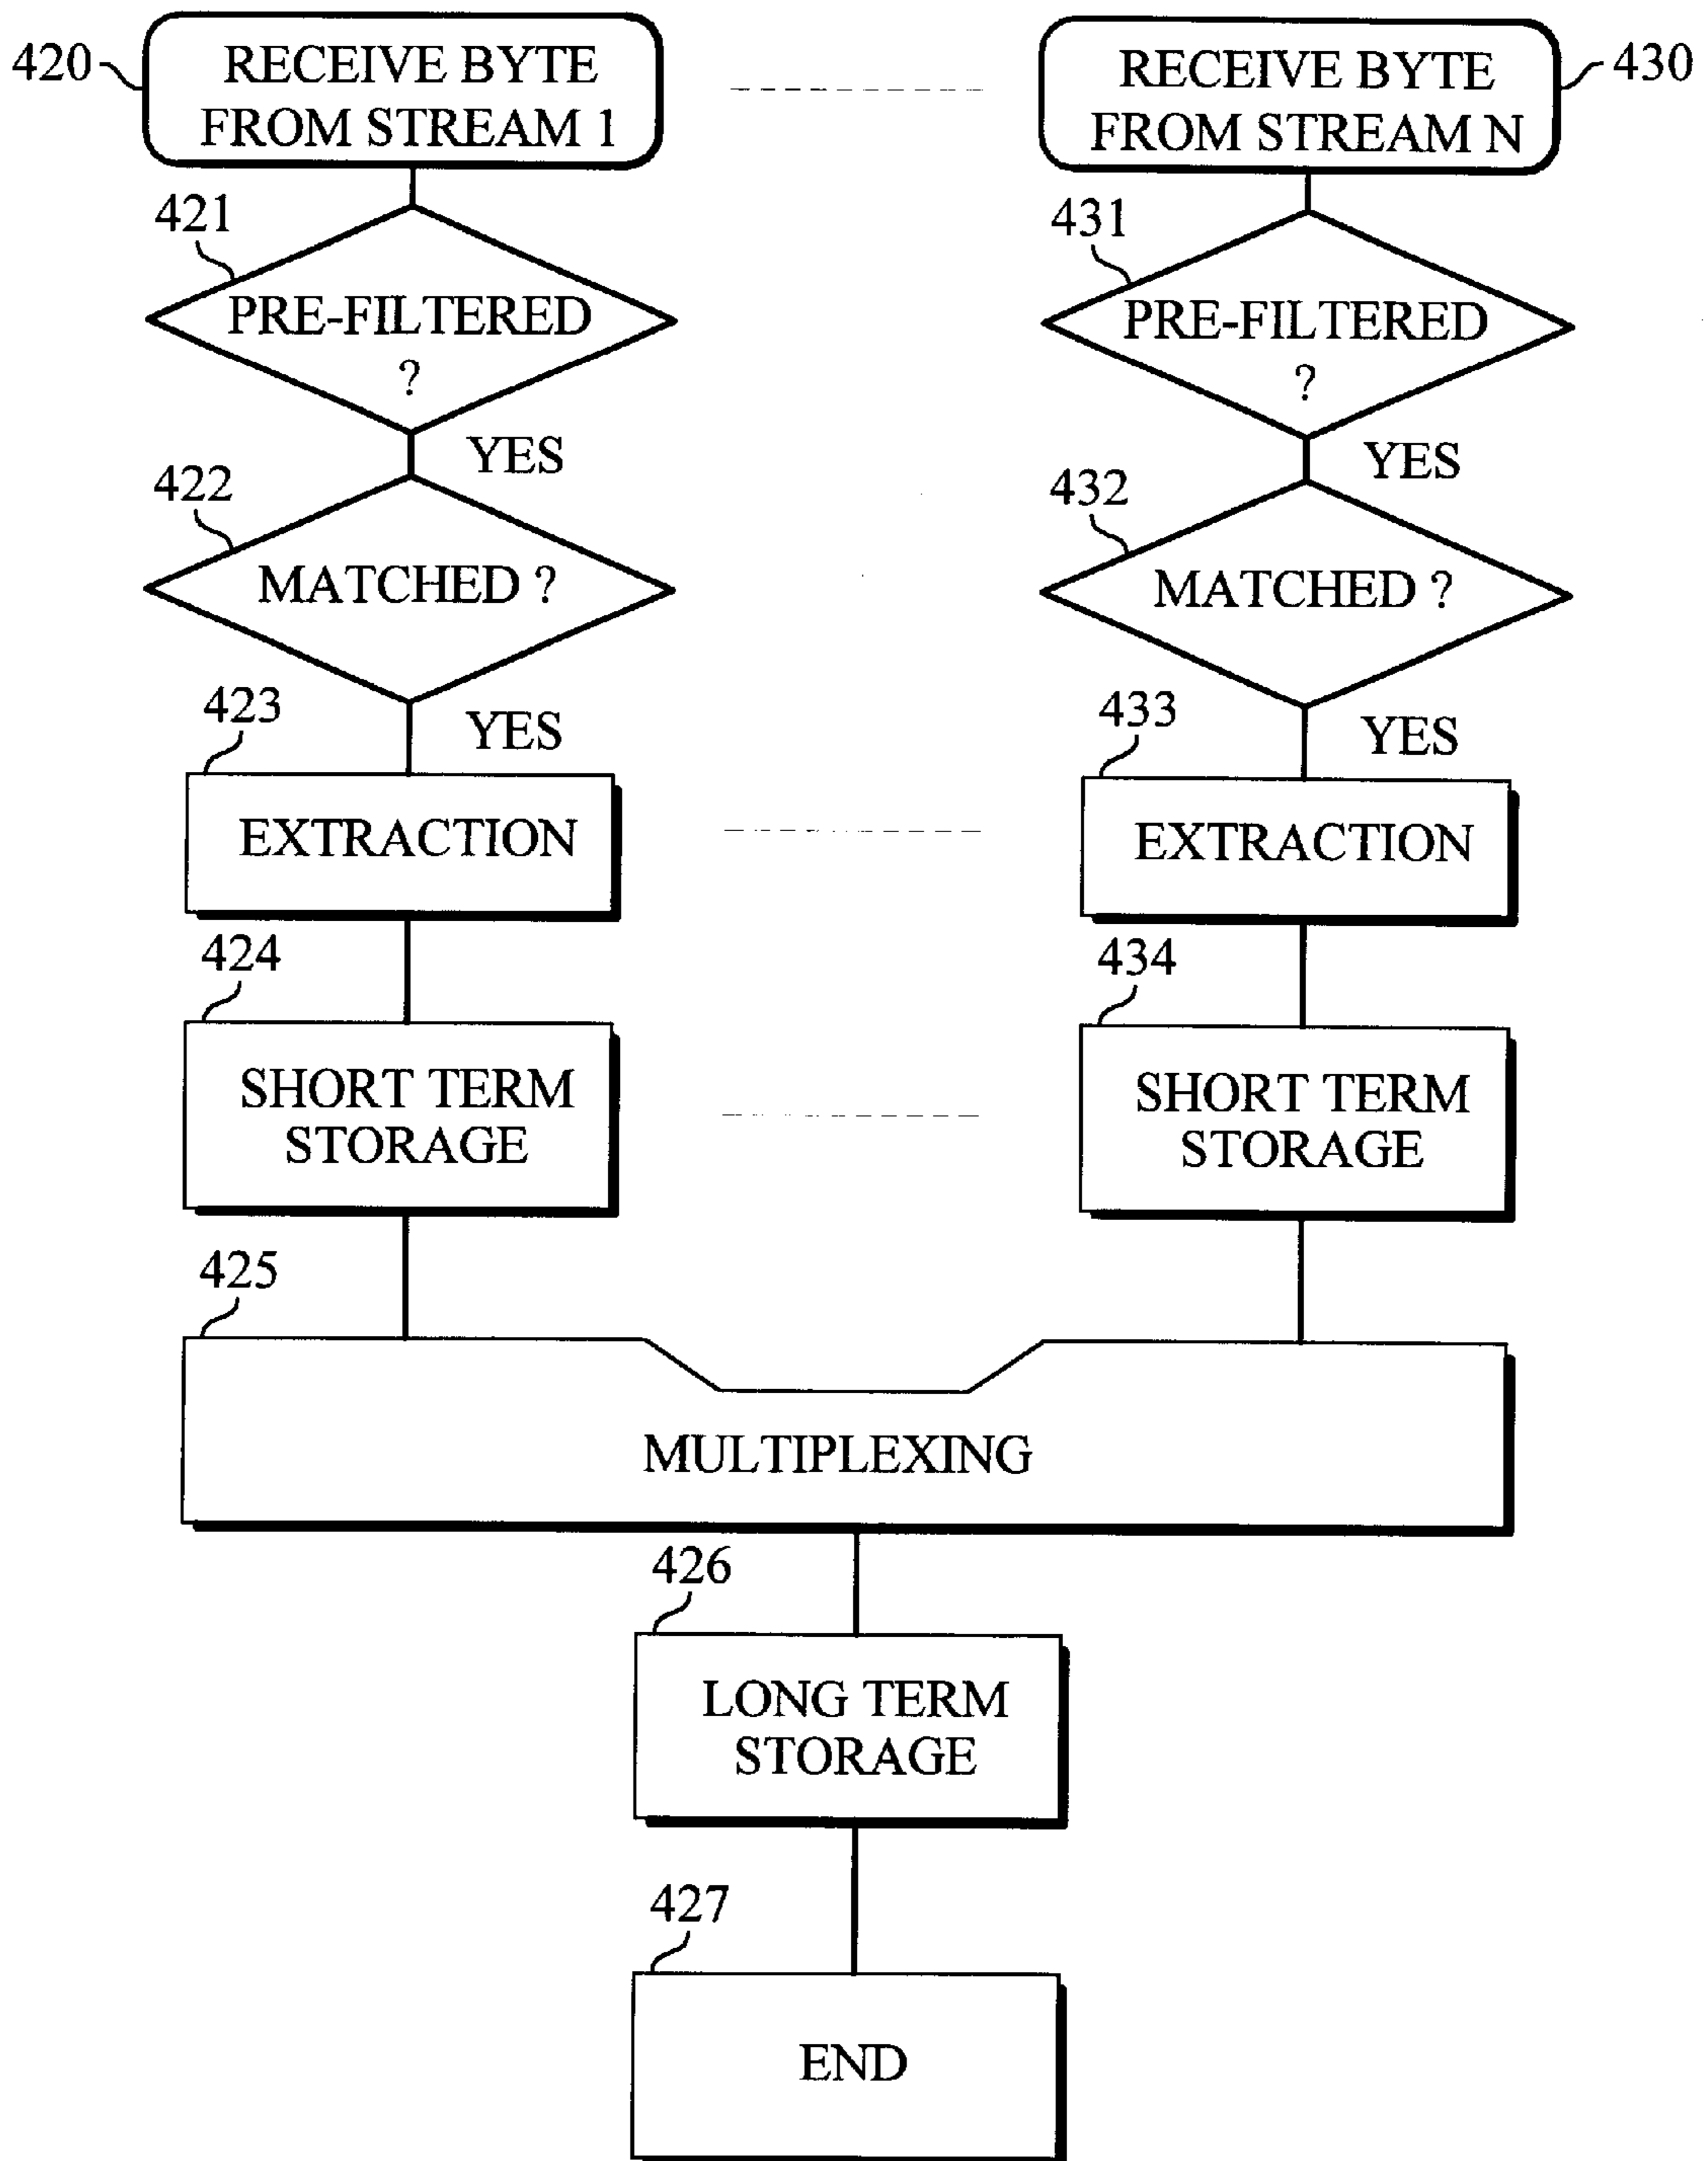 420
RECEIVE BYTE
FROM STREAM 1
RECEIVE BYTE
FROM STREAM N
430
421
PRE-FILTERED
?
YES
431
PRE-FILTERED
?
YES
422
MATCHED ?
YES
432
MATCHED ?
YES
423
EXTRACTION
433
EXTRACTION
424
SHORT TERM
STORAGE
434
SHORT TERM
STORAGE
425
MULTIPLEXING
426
LONG TERM
STORAGE
427
END